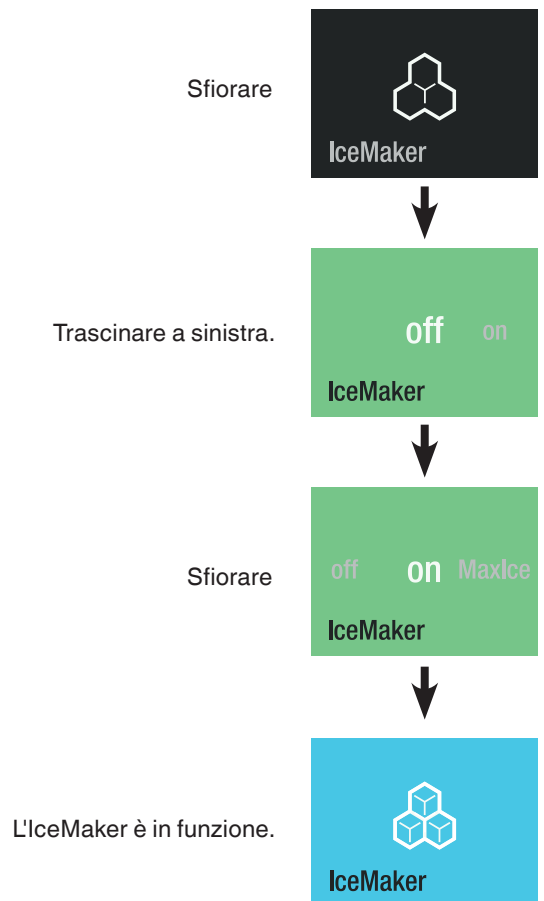 Sfiorare
IceMaker
Trascinare a sinistra.
off on
IceMaker
Sfiorare
off on MaxIce
IceMaker
L'IceMaker è in funzione.
IceMaker